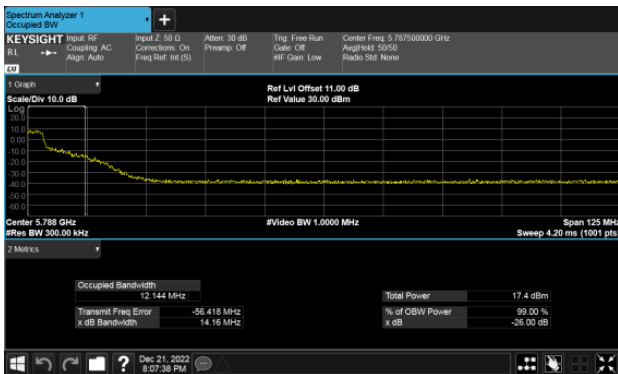 Spectrum Analyzer 1
Occupied BW
KEYSIGHT Input: RF Input Z: 50 Ω Atten: 30 dB Trig: Free Run Center Freq: 5.787500000 GHz
RL Coupling: AC Corrections: On Preamp: Off Gate: Off Avg|Hold: 50/50
Align: Auto Freq Ref: Int (S) #IF Gain: Low Radio Std: None
LXI
1 Graph
Ref Lvl Offset 11.00 dB
Scale/Div 10.0 dB Ref Value 30.00 dBm
Log
20.0
10.0
0.00
-10.0
-20.0
-30.0
-40.0
-50.0
-60.0
Center 5.788 GHz #Video BW 1.0000 MHz Span 125 MHz
#Res BW 300.00 kHz Sweep 4.20 ms (1001 pts
2 Metrics
Occupied Bandwidth
12.144 MHz Total Power 17.4 dBm
Transmit Freq Error -56.418 MHz % of OBW Power 99.00 %
x dB Bandwidth 14.16 MHz x dB -26.00 dB
? Dec 21, 2022
8:07:38 PM